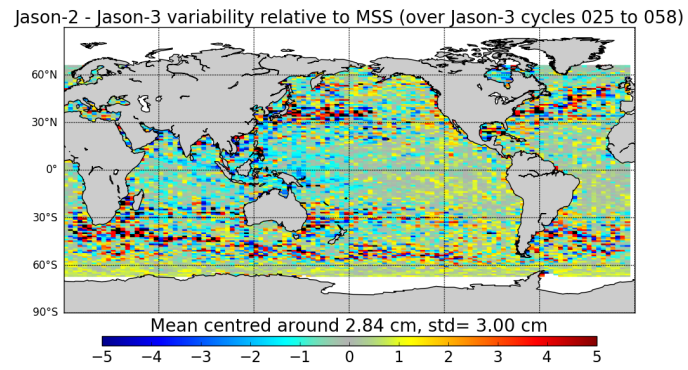 Jason-2 - Jason-3 variability relative to MSS (over Jason-3 cycles 025 to 058)
60°N
30°N
0°
30°S
60°S
90°S
Mean centred around 2.84 cm, std= 3.00 cm
−5 −4 −3 −2 −1 0 1 2 3 4 5